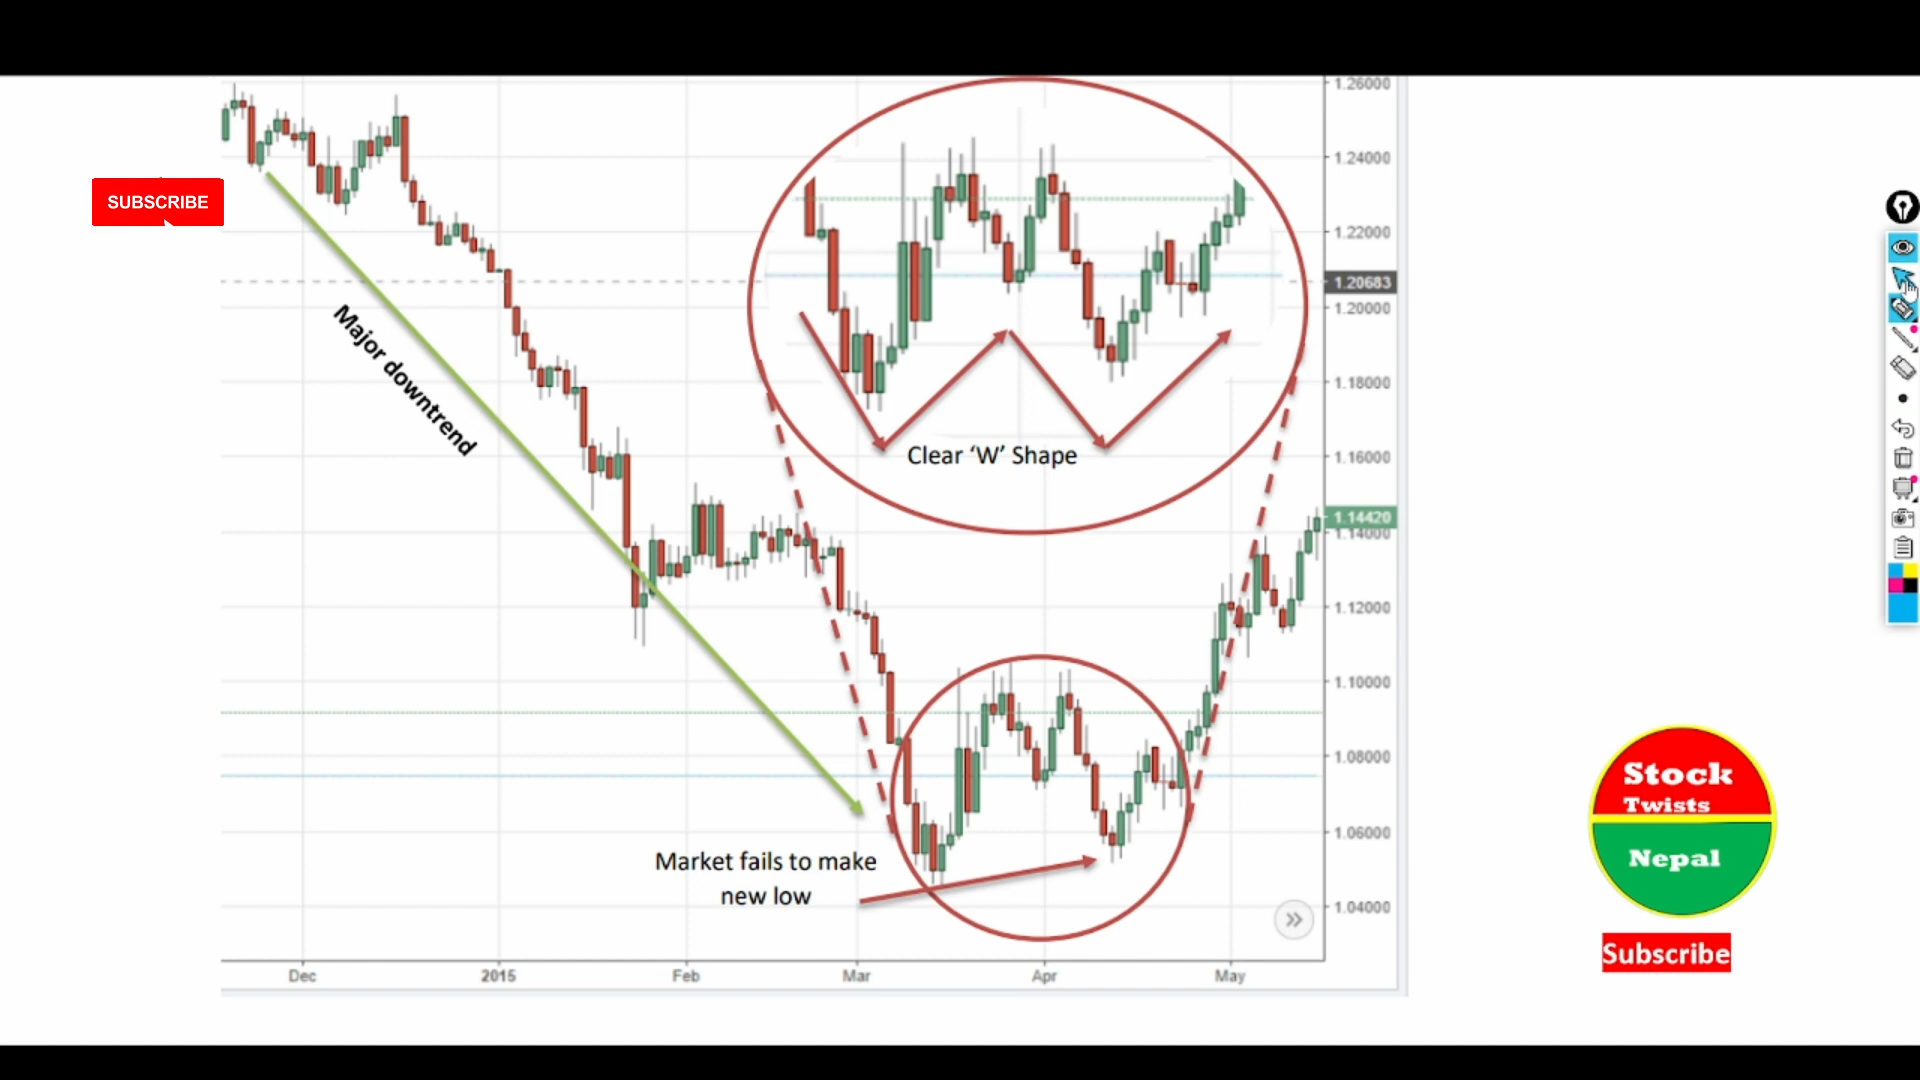 1.26000
1.24000
SUBSCRIBE
1.22000
1.20683
1.20000
Major downtrend
1.18000
Clear ‘W’ Shape
1.16000
1.14420
1.14000
1.12000
1.10000
1.08000
Stock
Twists
Nepal
1.06000
Market fails to make
new low
1.04000
Subscribe
Dec 2015 Feb Mar Apr May